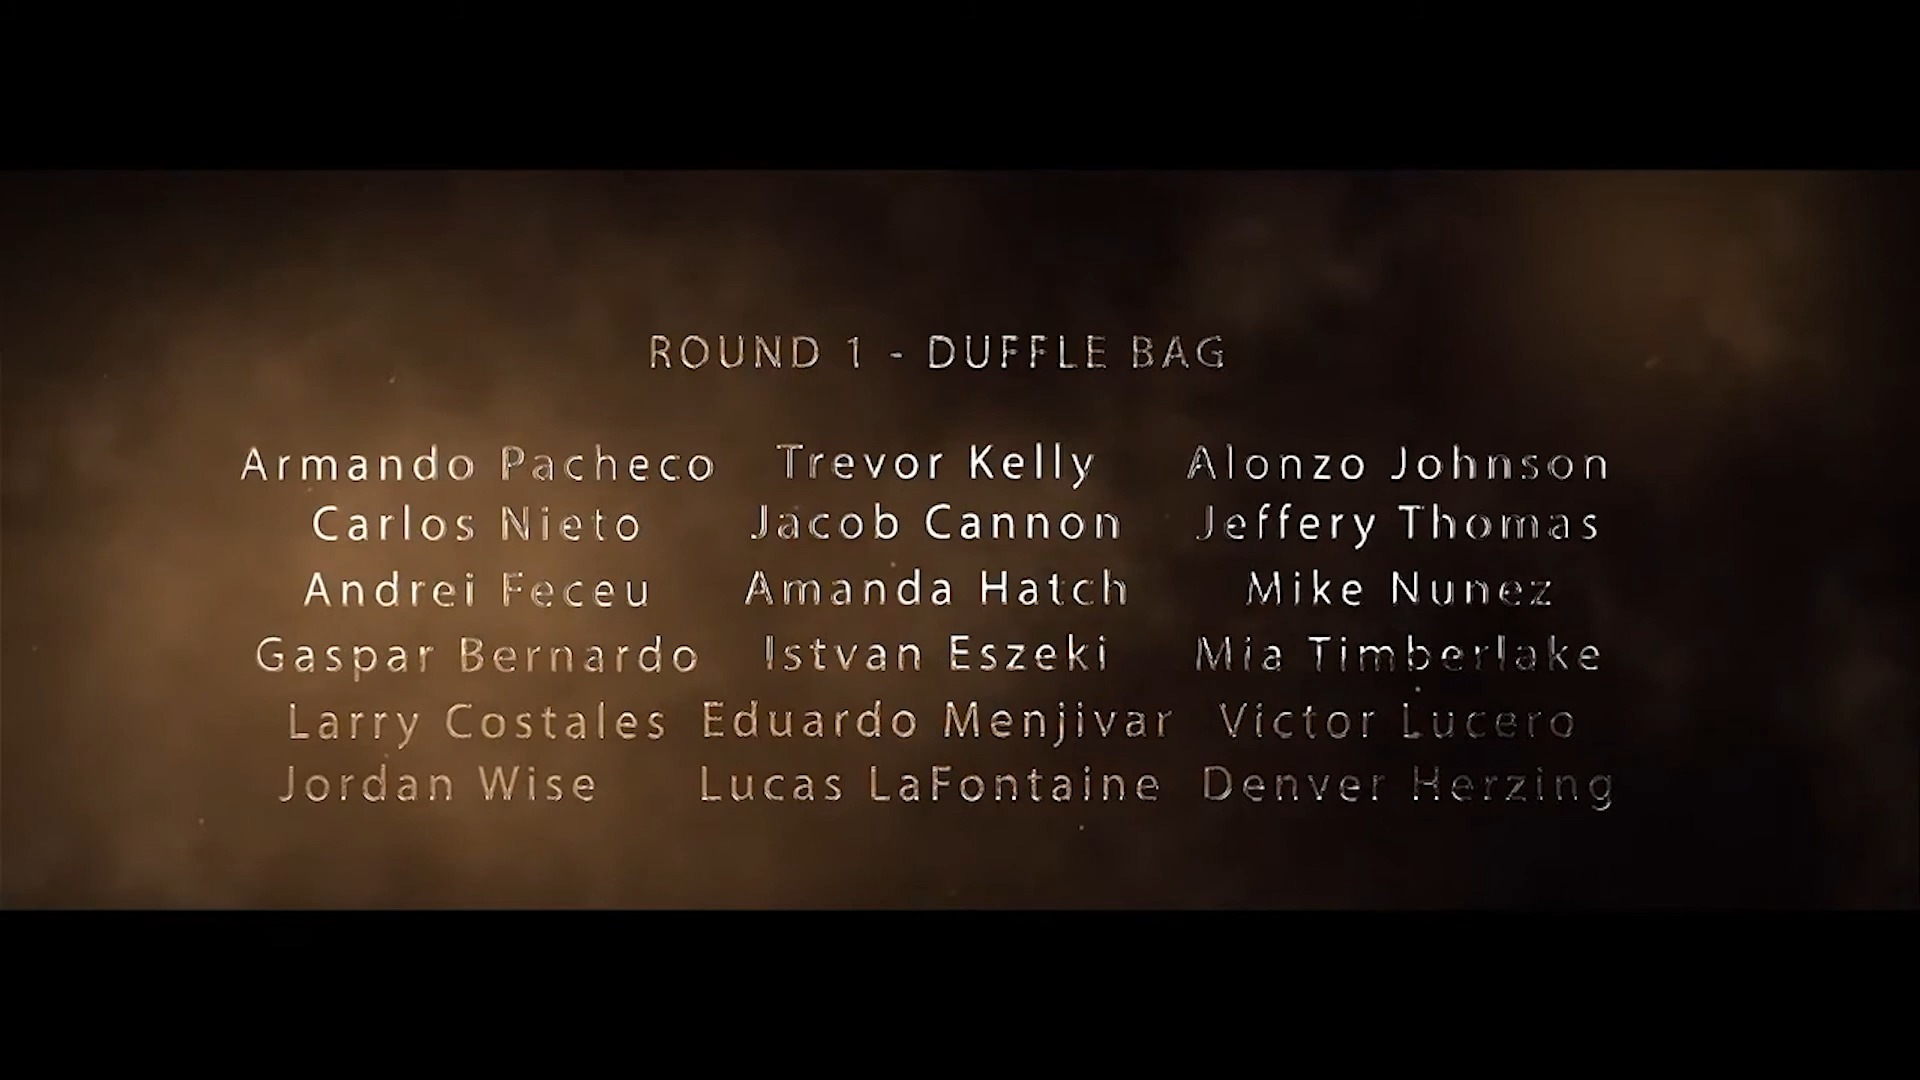 ROUND 1 - DUFFLE BAG
Armando Pacheco Trevor Kelly Alonzo Johnson
Carlos Nieto Jacob Cannon Jeffery Thomas
Andrei Feceu Amanda Hatch Mike Nunez
Gaspar Bernardo Istvan Eszeki Mia Timberlake
Larry Costales Eduardo Menjivar Victor Lucero
Jordan Wise Lucas LaFontaine Denver Herzing